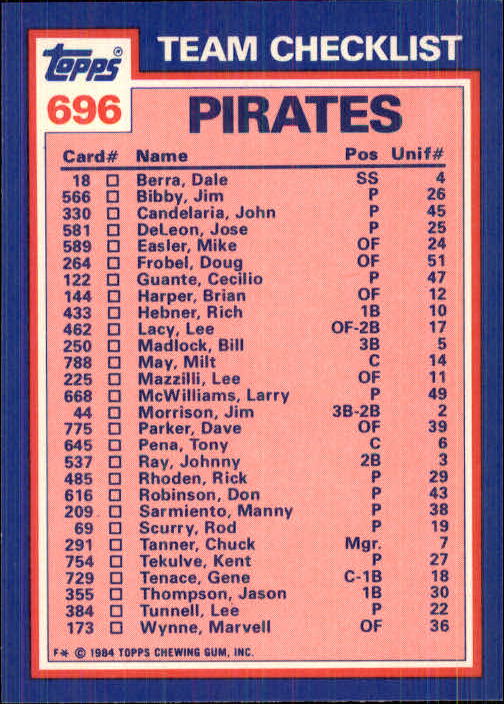 topps® TEAM CHECKLIST
696 PIRATES
Card# Name Pos Unif#
18 □ Berra, Dale SS 4
566 □ Bibby, Jim P 26
330 □ Candelaria, John P 45
581 □ DeLeon, Jose P 25
589 □ Easler, Mike OF 24
264 □ Frobel, Doug OF 51
122 □ Guante, Cecilio P 47
144 □ Harper, Brian OF 12
433 □ Hebner, Rich 1B 10
462 □ Lacy, Lee OF-2B 17
250 □ Madlock, Bill 3B 5
788 □ May, Milt C 14
225 □ Mazzilli, Lee OF 11
668 □ McWilliams, Larry P 49
44 □ Morrison, Jim 3B-2B 2
775 □ Parker, Dave OF 39
645 □ Pena, Tony C 6
537 □ Ray, Johnny 2B 3
485 □ Rhoden, Rick P 29
616 □ Robinson, Don P 43
209 □ Sarmiento, Manny P 38
69 □ Scurry, Rod P 19
291 □ Tanner, Chuck Mgr. 7
754 □ Tekulve, Kent P 27
729 □ Tenace, Gene C-1B 18
355 □ Thompson, Jason 1B 30
384 □ Tunnell, Lee P 22
173 □ Wynne, Marvell OF 36
F* © 1984 TOPPS CHEWING GUM, INC.